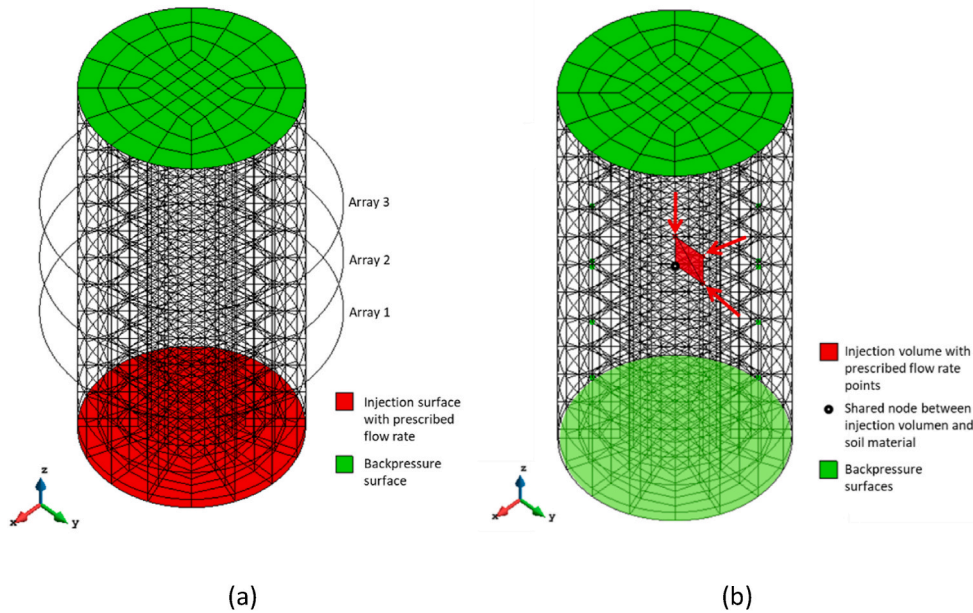 Array 3
Array 2
Array 1
Injection surface
with prescribed
flow rate
Backpressure
surface
z
x
y
(a)
Injection volume with
prescribed flow rate
points
Shared node between
injection volumen and
soil material
Backpressure
surfaces
z
x
y
(b)